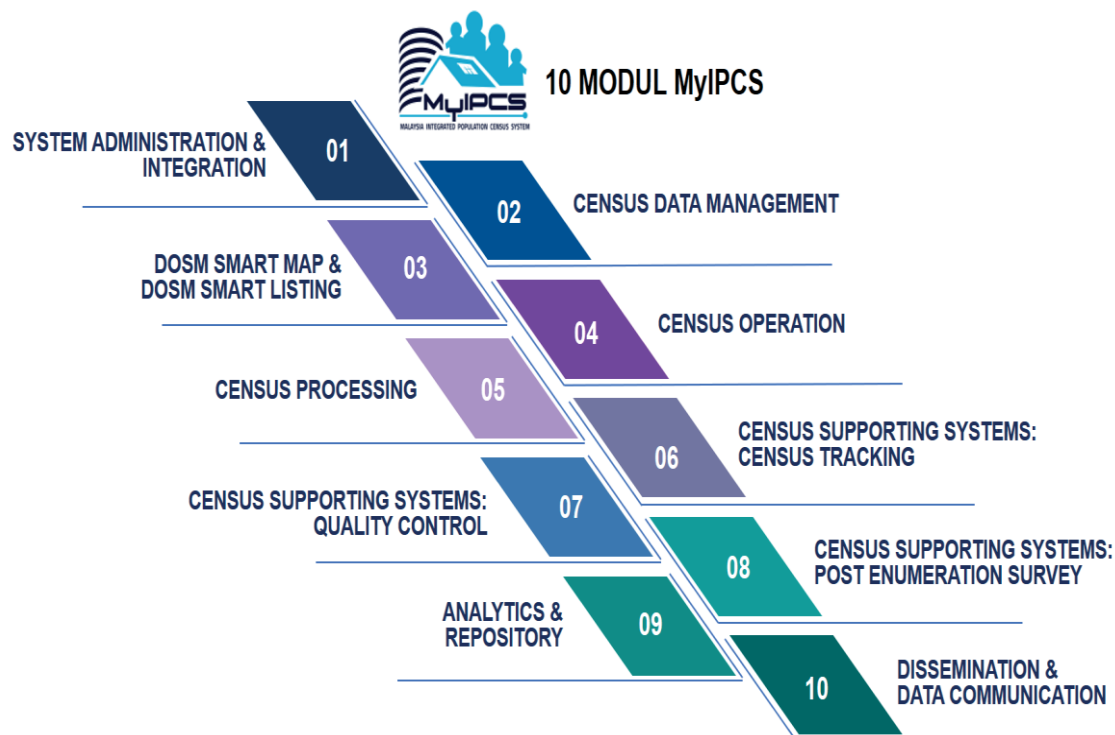 MyIPCS
MALAYSIA INTEGRATED POPULATION CENSUS SYSTEM
10 MODUL MyIPCS
SYSTEM ADMINISTRATION &
INTEGRATION
01
02
CENSUS DATA MANAGEMENT
DOSM SMART MAP &
DOSM SMART LISTING
03
04
CENSUS OPERATION
CENSUS PROCESSING
05
06
CENSUS SUPPORTING SYSTEMS:
CENSUS TRACKING
CENSUS SUPPORTING SYSTEMS:
QUALITY CONTROL
07
08
CENSUS SUPPORTING SYSTEMS:
POST ENUMERATION SURVEY
ANALYTICS &
REPOSITORY
09
10
DISSEMINATION &
DATA COMMUNICATION